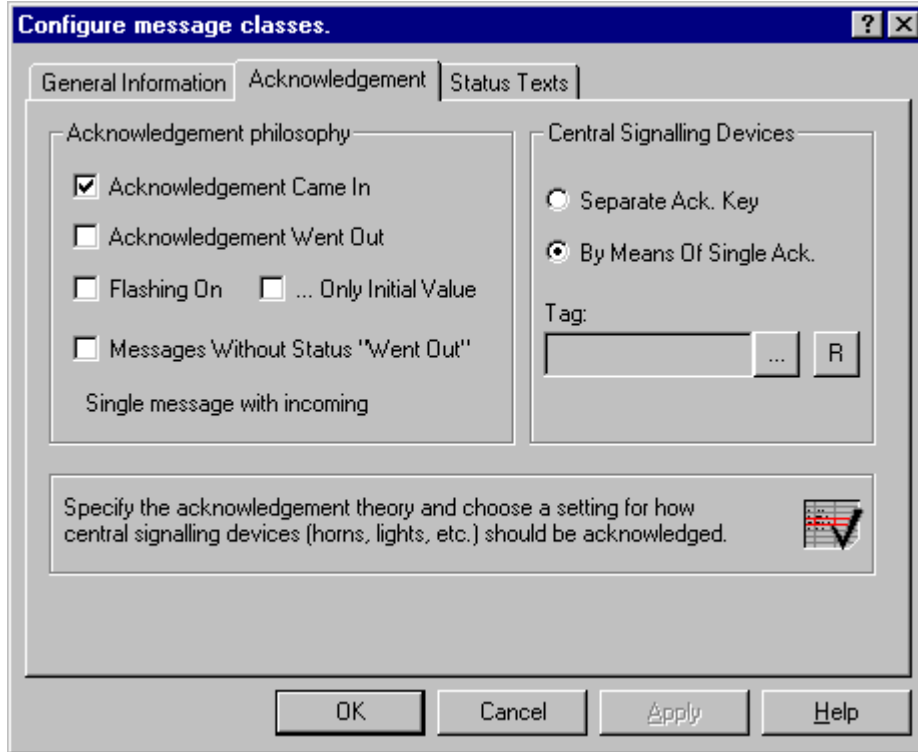 Configure message classes.
General Information
Acknowledgement
Status Texts
Acknowledgement philosophy
Acknowledgement Came In
Acknowledgement Went Out
Flashing On
... Only Initial Value
Messages Without Status "Went Out"
Single message with incoming
Central Signalling Devices
Separate Ack. Key
By Means Of Single Ack.
Tag:
...
R
Specify the acknowledgement theory and choose a setting for how
central signalling devices (horns, lights, etc.) should be acknowledged.
OK
Cancel
Apply
Help